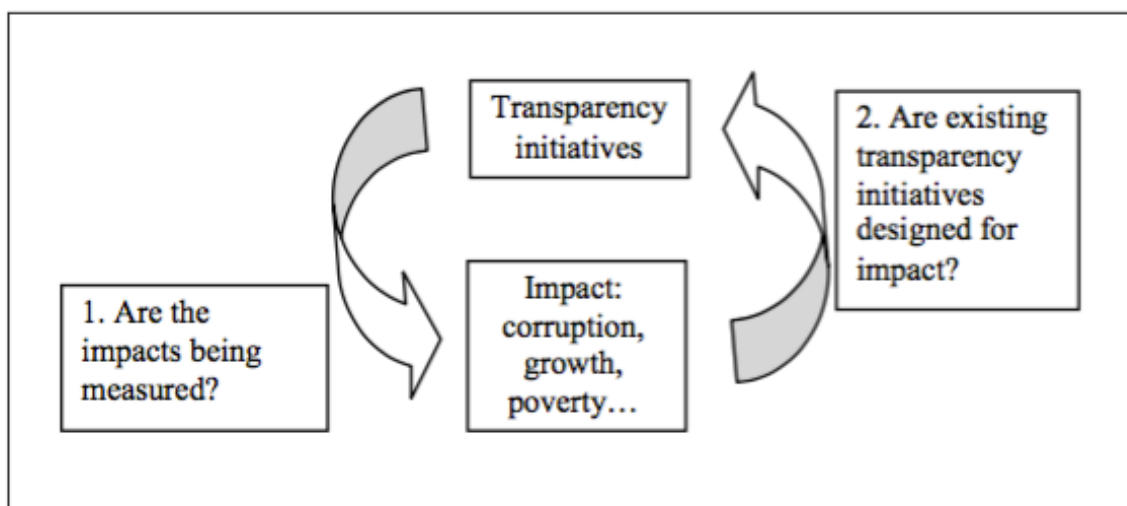 Transparency
initiatives
2. Are existing
transparency
initiatives
designed for
impact?
1. Are the
impacts being
measured?
Impact:
corruption,
growth,
poverty…